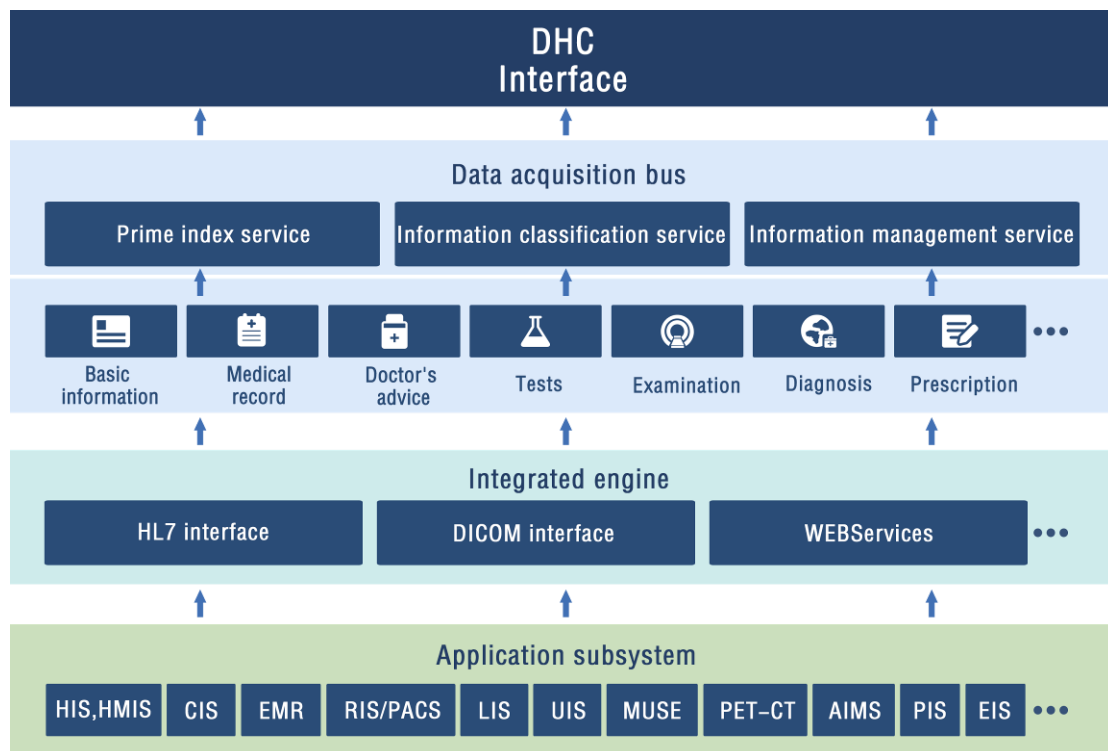 DHC
Interface
Data acquisition bus
Prime index service
Information classification service
Information management service
Basic
information
Medical
record
Doctor's
advice
Tests
Examination
Diagnosis
Prescription
Integrated engine
HL7 interface
DICOM interface
WEBServices
Application subsystem
HIS,HMIS
CIS
EMR
RIS/PACS
LIS
UIS
MUSE
PET-CT
AIMS
PIS
EIS